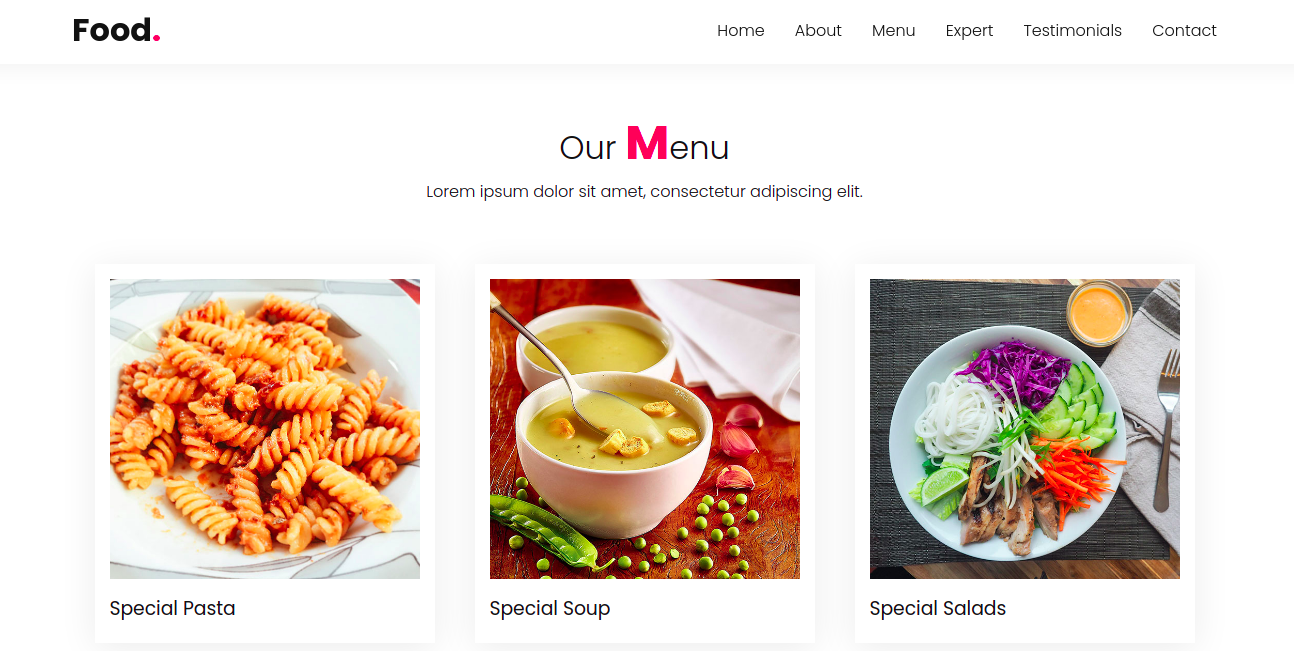 Food.
Home About Menu Expert Testimonials Contact
Our Menu
Lorem ipsum dolor sit amet, consectetur adipiscing elit.
Special Pasta
Special Soup
Special Salads